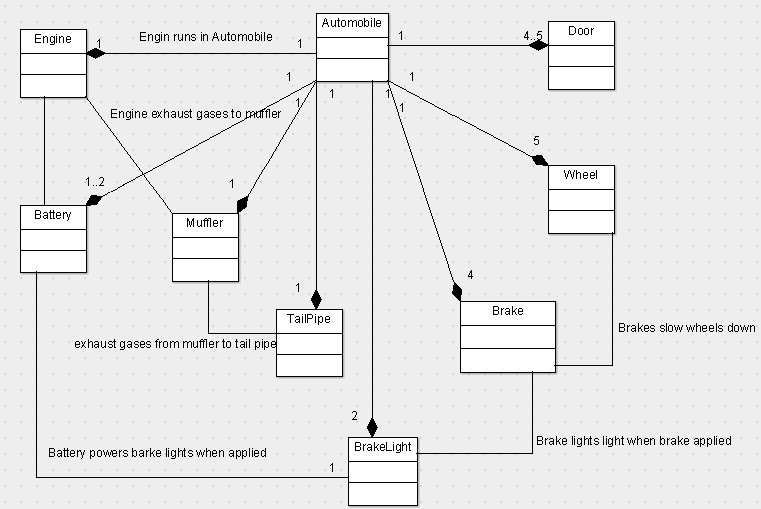 Automobile
Engine
Door
1
Engin runs in Automobile
1
1
4..5
1
1
1
1
1
1
Engine exhaust gases to muffler
5
Wheel
1..2
1
Battery
Muffler
4
1
Brake
TailPipe
Brakes slow wheels down
exhaust gases from muffler to tail pipe
2
BrakeLight
Brake lights light when brake applied
Battery powers barke lights when applied
1